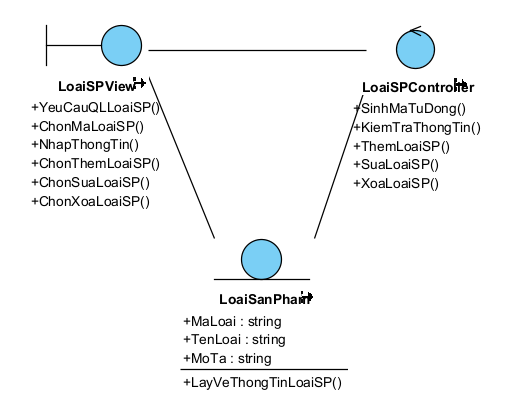 LoaiSPView
+YeuCauQLLoaiSP()
+ChonMaLoaiSP()
+NhapThongTin()
+ChonThemLoaiSP()
+ChonSuaLoaiSP()
+ChonXoaLoaiSP()
LoaiSPController
+SinhMaTuDong()
+KiemTraThongTin()
+ThemLoaiSP()
+SuaLoaiSP()
+XoaLoaiSP()
LoaiSanPham
+MaLoai : string
+TenLoai : string
+MoTa : string
+LayVeThongTinLoaiSP()